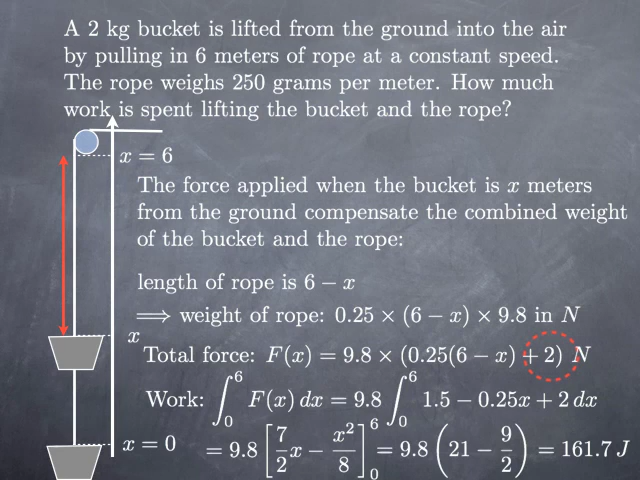 A 2 kg bucket is lifted from the ground into the air
by pulling in 6 meters of rope at a constant speed.
The rope weighs 250 grams per meter. How much
work is spent lifting the bucket and the rope?
x = 6
The force applied when the bucket is x meters
from the ground compensate the combined weight
of the bucket and the rope:
length of rope is 6 − x
⟹ weight of rope: 0.25 × (6 − x) × 9.8 in N
x
Total force: F(x) = 9.8 × (0.25(6 − x) + 2) N
Work: ∫₀⁶ F(x) dx = 9.8 ∫₀⁶ 1.5 − 0.25x + 2 dx
x = 0
= 9.8 [7/2 x − x²/8]₀⁶ = 9.8 (21 − 9/2) = 161.7 J